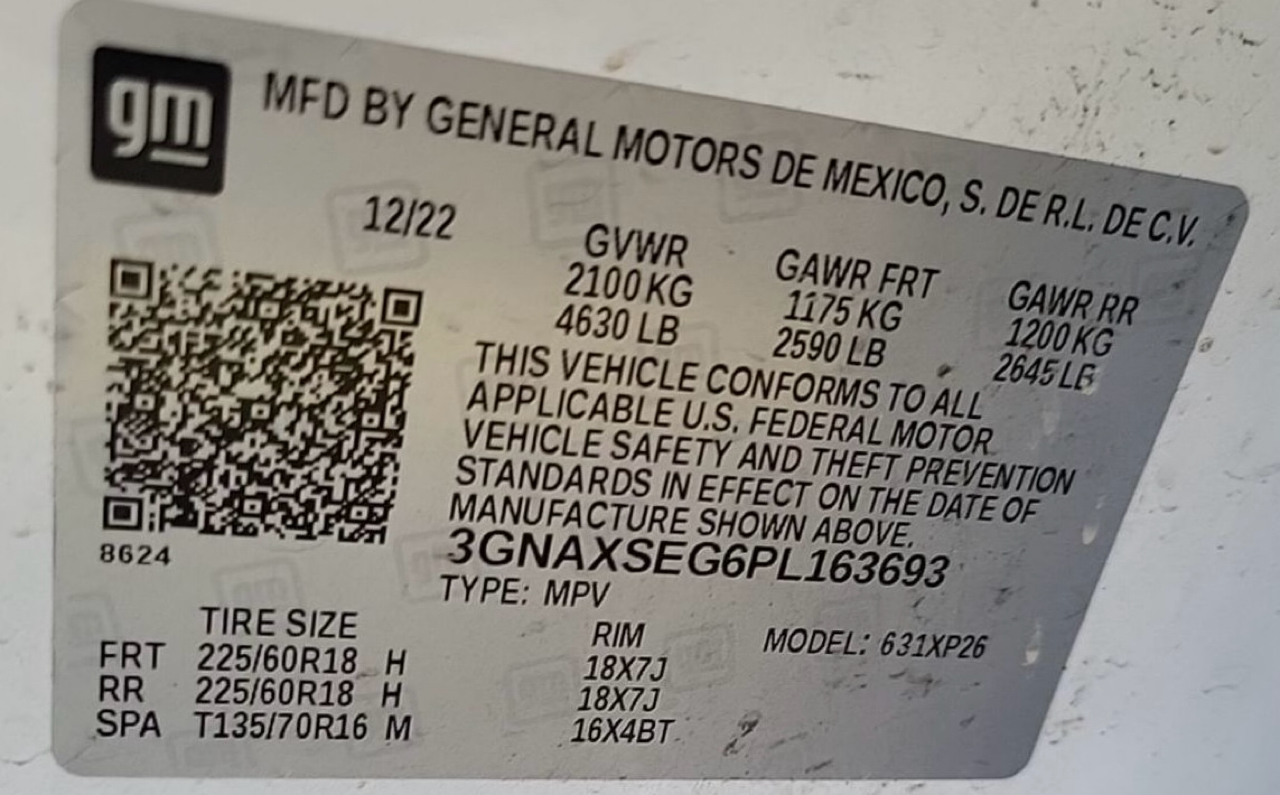 gm
MFD BY GENERAL MOTORS DE MEXICO, S. DE R.L. DE C.V.
12/22
GVWR GAWR FRT GAWR RR
2100 KG 1175 KG 1200 KG
4630 LB 2590 LB 2645 LB
THIS VEHICLE CONFORMS TO ALL
APPLICABLE U.S. FEDERAL MOTOR
VEHICLE SAFETY AND THEFT PREVENTION
STANDARDS IN EFFECT ON THE DATE OF
MANUFACTURE SHOWN ABOVE.
8624
3GNAXSEG6PL163693
TYPE: MPV MODEL: 631XP26
TIRE SIZE RIM
FRT 225/60R18 H 18X7J
RR 225/60R18 H 18X7J
SPA T135/70R16 M 16X4BT